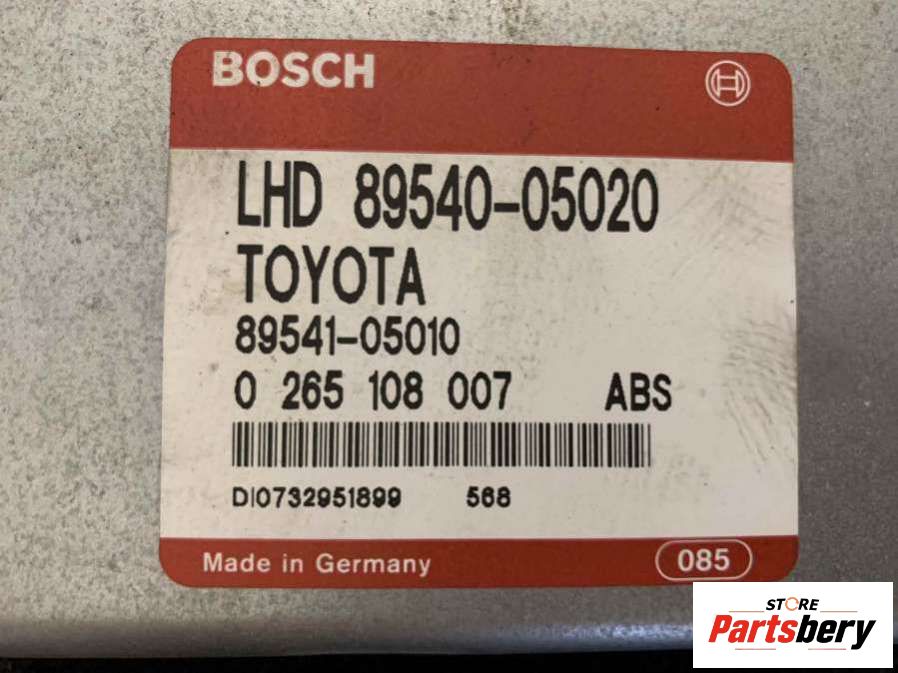 BOSCH
LHD 89540-05020
TOYOTA
89541-05010
0 265 108 007 ABS
DI0732951899 568
Made in Germany 085
STORE
Partsbery